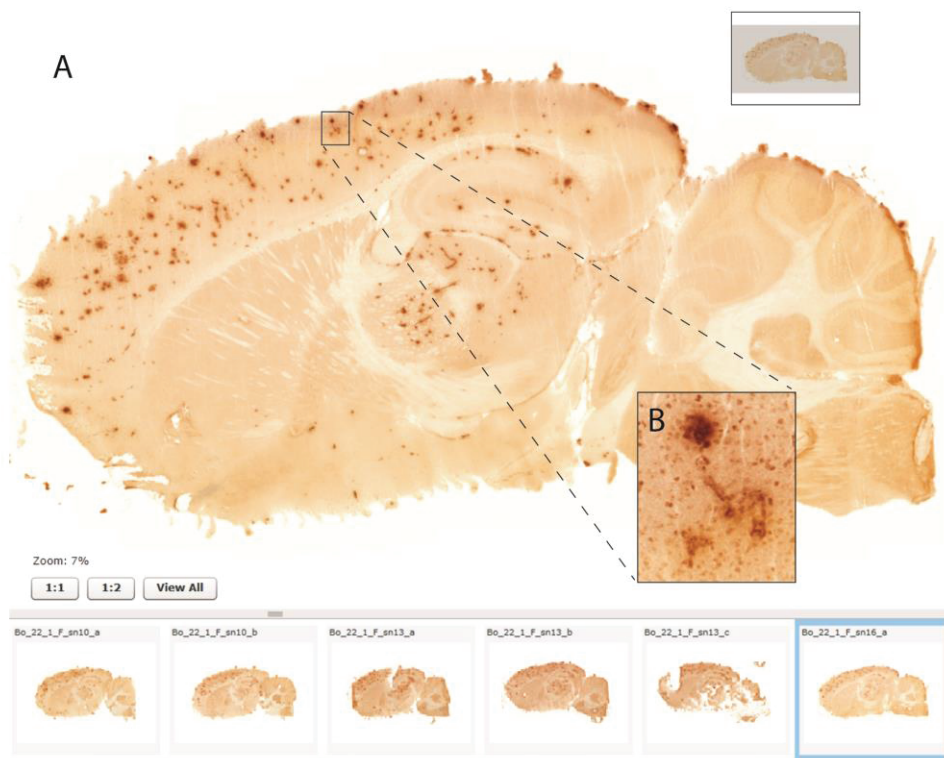 A
B
Zoom: 7%
1:1 1:2 View All
Bo_22_1_F_sn10_a Bo_22_1_F_sn10_b Bo_22_1_F_sn13_a Bo_22_1_F_sn13_b Bo_22_1_F_sn13_c Bo_22_1_F_sn16_a